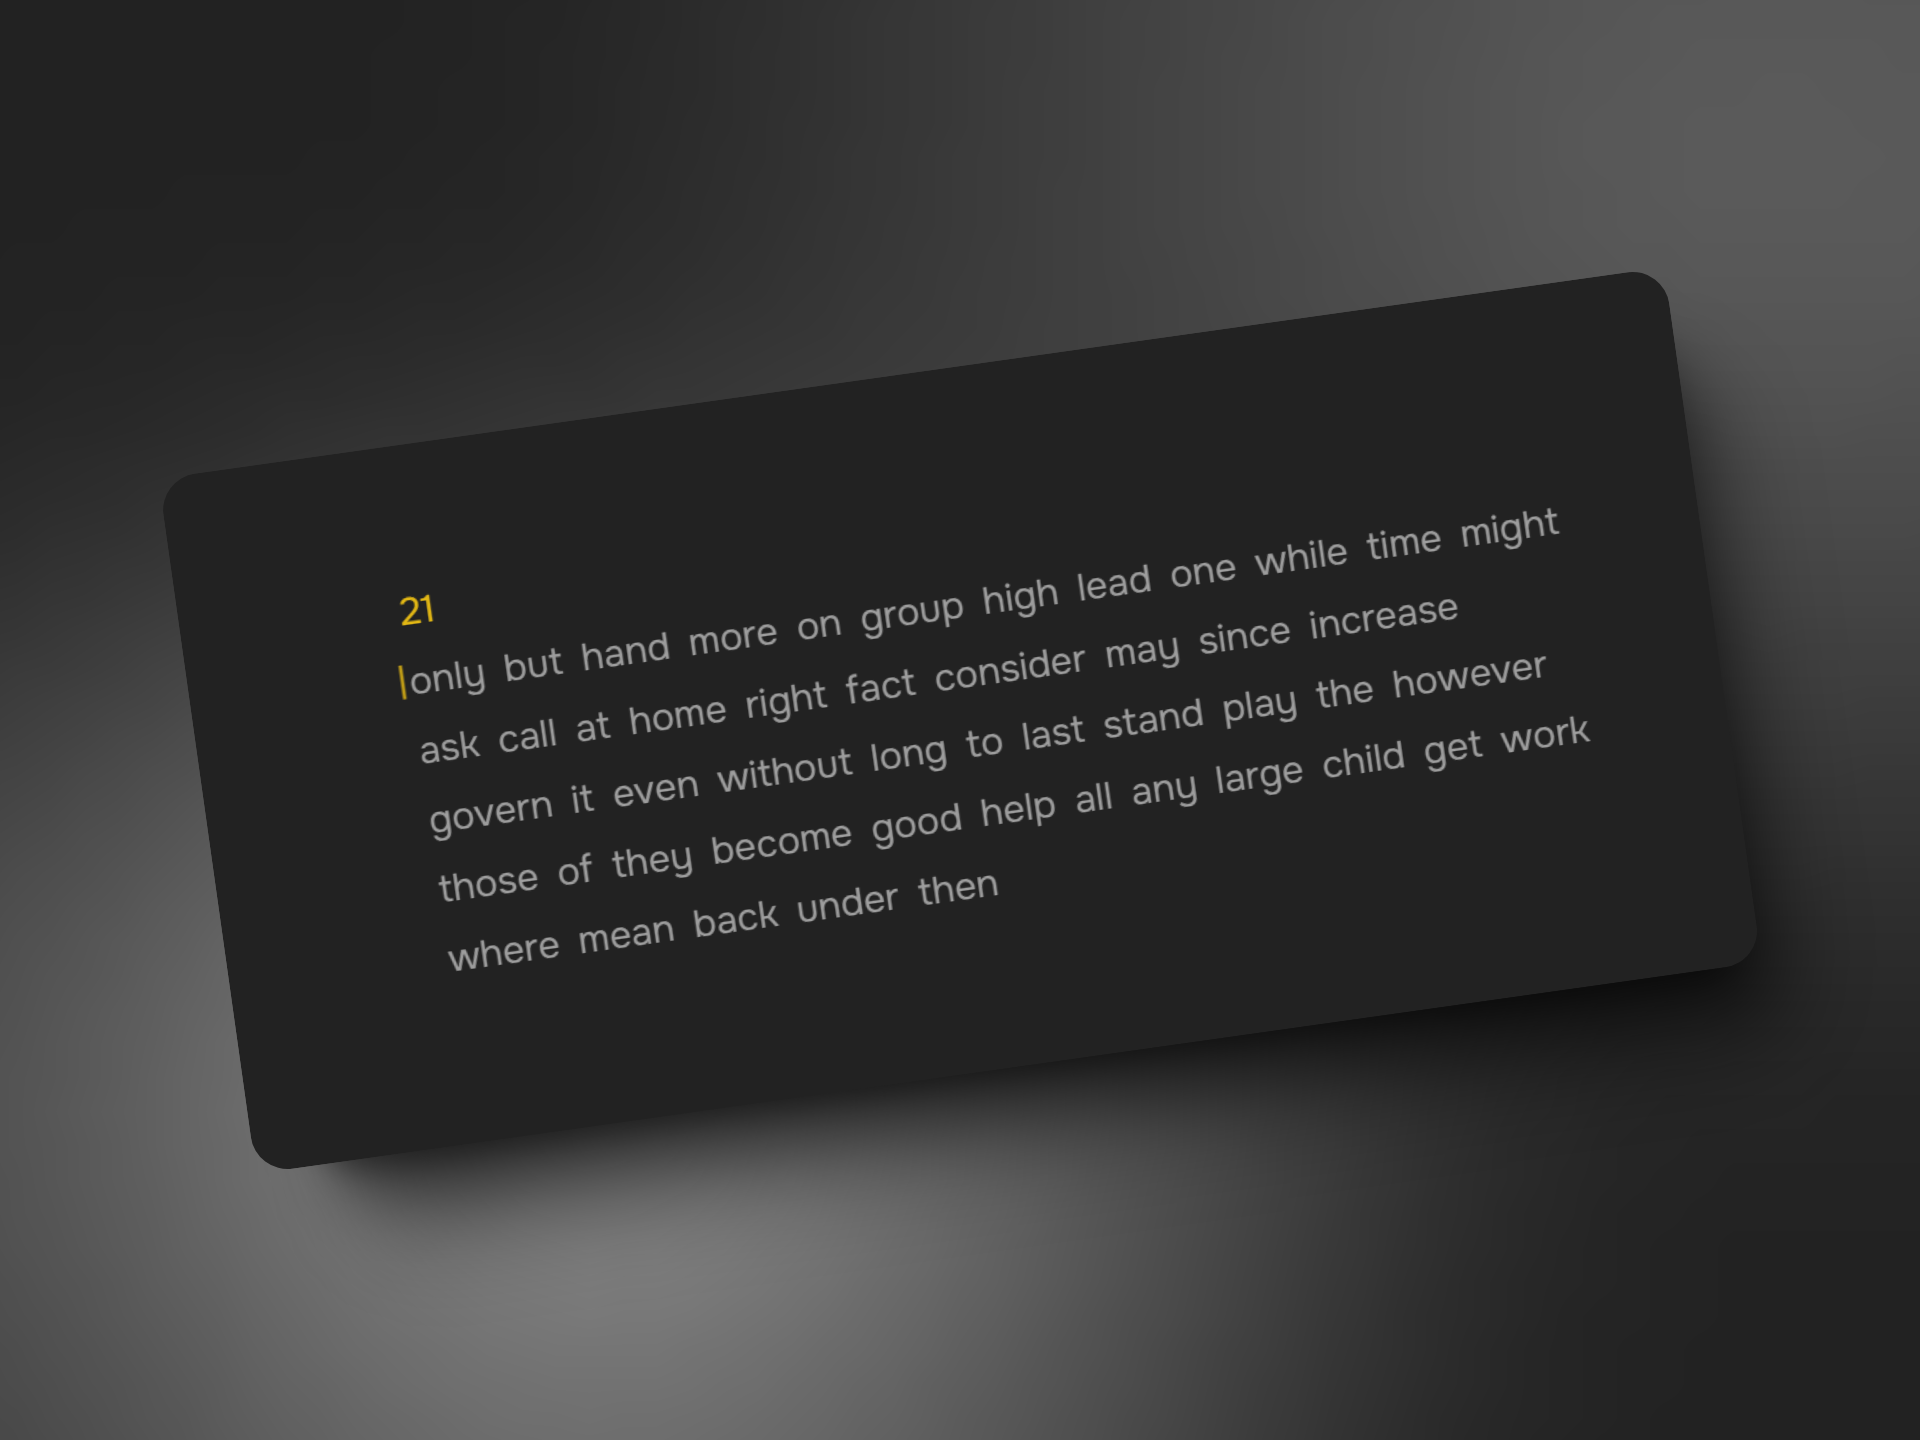 21
only but hand more on group high lead one while time might
ask call at home right fact consider may since increase
govern it even without long to last stand play the however
those of they become good help all any large child get work
where mean back under then